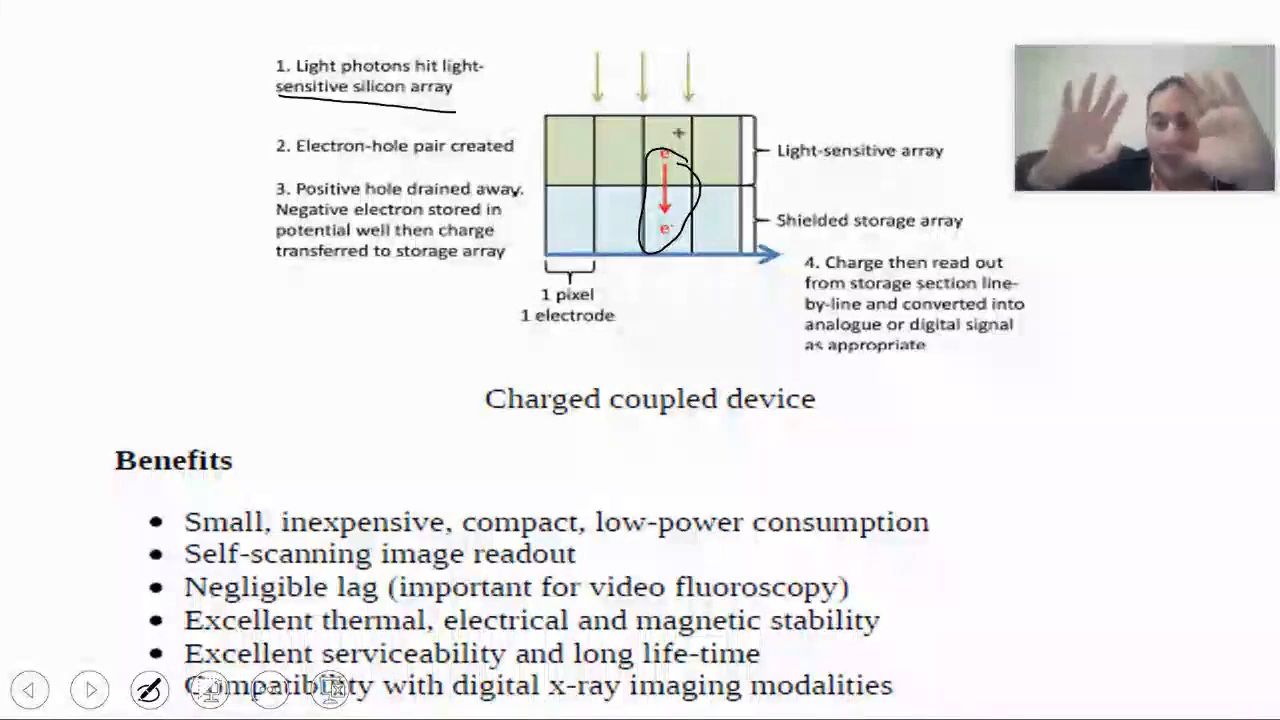 1. Light photons hit light-
sensitive silicon array
2. Electron-hole pair created
3. Positive hole drained away.
Negative electron stored in
potential well then charge
transferred to storage array
+
e⁻
e⁻
Light-sensitive array
Shielded storage array
1 pixel
1 electrode
4. Charge then read out
from storage section line-
by-line and converted into
analogue or digital signal
as appropriate
Charged coupled device
Benefits
• Small, inexpensive, compact, low-power consumption
• Self-scanning image readout
• Negligible lag (important for video fluoroscopy)
• Excellent thermal, electrical and magnetic stability
• Excellent serviceability and long life-time
Compatibility with digital x-ray imaging modalities